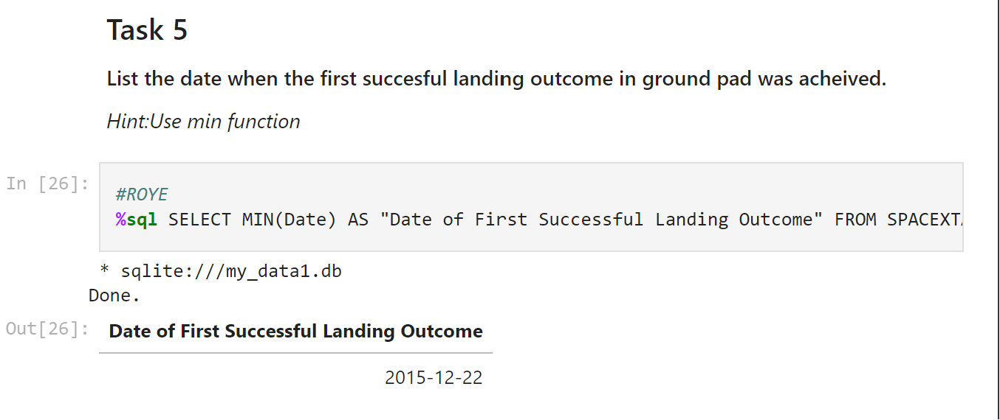 Task 5
List the date when the first succesful landing outcome in ground pad was acheived.
Hint:Use min function
In [26]:
#ROYE
%sql SELECT MIN(Date) AS "Date of First Successful Landing Outcome" FROM SPACEXT
* sqlite:///my_data1.db
Done.
Out[26]:
Date of First Successful Landing Outcome
2015-12-22